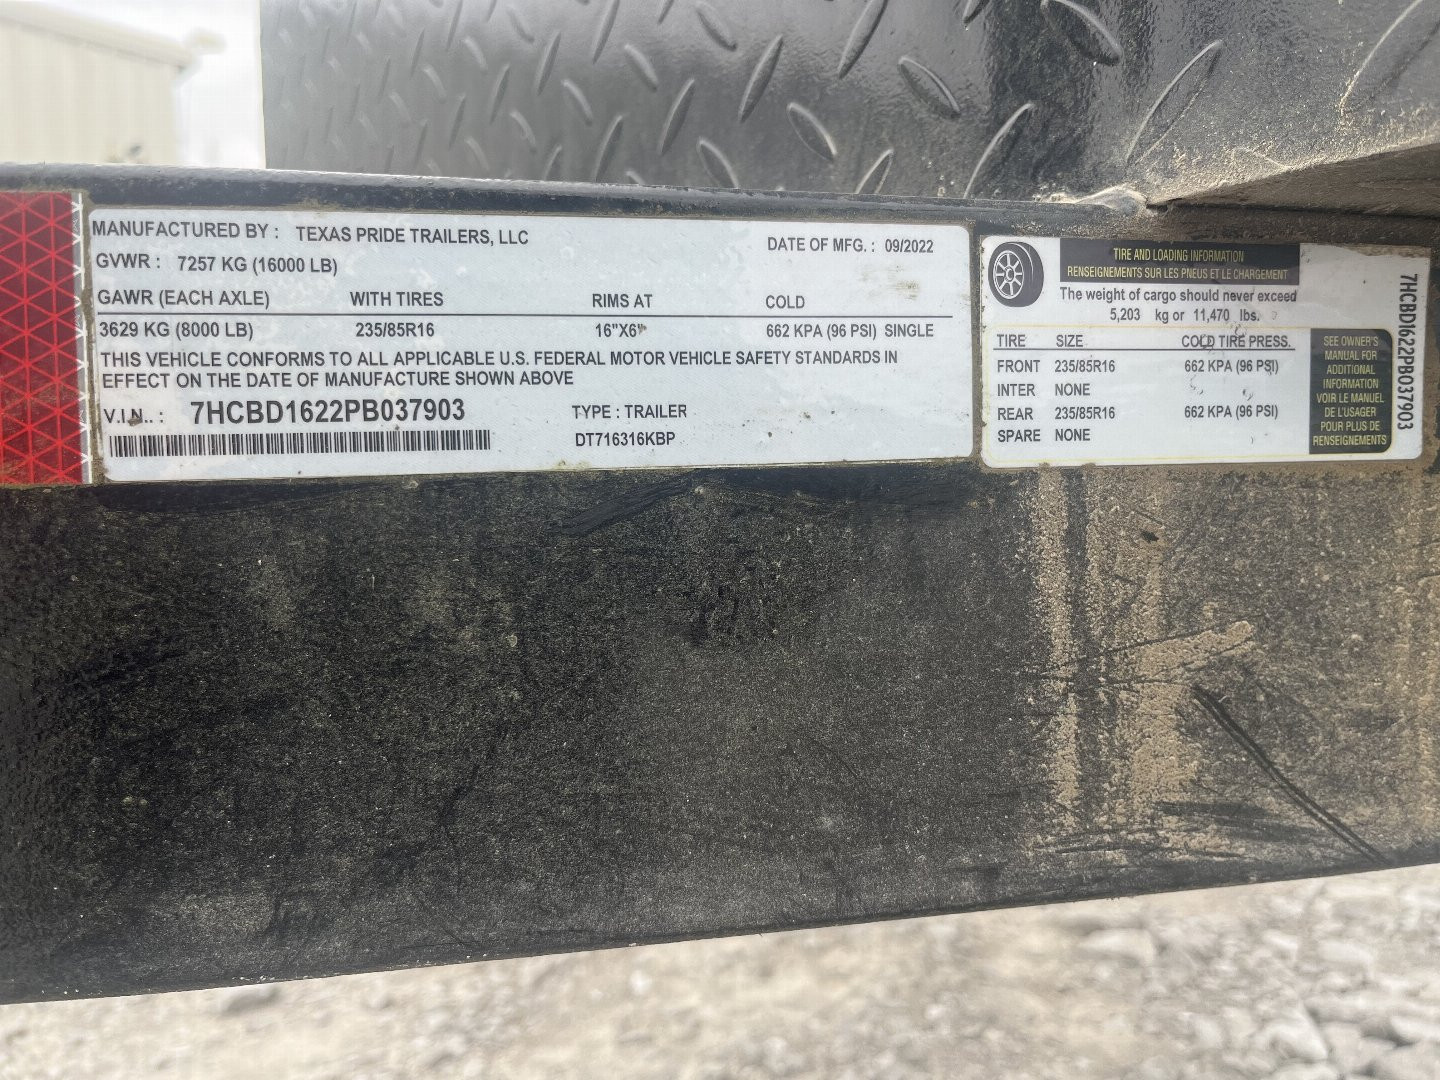 MANUFACTURED BY : TEXAS PRIDE TRAILERS, LLC DATE OF MFG. : 09/2022
GVWR : 7257 KG (16000 LB)
GAWR (EACH AXLE) WITH TIRES RIMS AT COLD
3629 KG (8000 LB) 235/85R16 16"X6" 662 KPA (96 PSI) SINGLE
THIS VEHICLE CONFORMS TO ALL APPLICABLE U.S. FEDERAL MOTOR VEHICLE SAFETY STANDARDS IN
EFFECT ON THE DATE OF MANUFACTURE SHOWN ABOVE
V.I.N.. : 7HCBD1622PB037903 TYPE : TRAILER
DT716316KBP
TIRE AND LOADING INFORMATION
RENSEIGNEMENTS SUR LES PNEUS ET LE CHARGEMENT
The weight of cargo should never exceed
5,203 kg or 11,470 lbs.
TIRE SIZE COLD TIRE PRESS.
FRONT 235/85R16 662 KPA (96 PSI)
INTER NONE
REAR 235/85R16 662 KPA (96 PSI)
SPARE NONE
SEE OWNER'S
MANUAL FOR
ADDITIONAL
INFORMATION
VOIR LE MANUEL
DE L'USAGER
POUR PLUS DE
RENSEIGNEMENTS
7HCBD1622PB037903